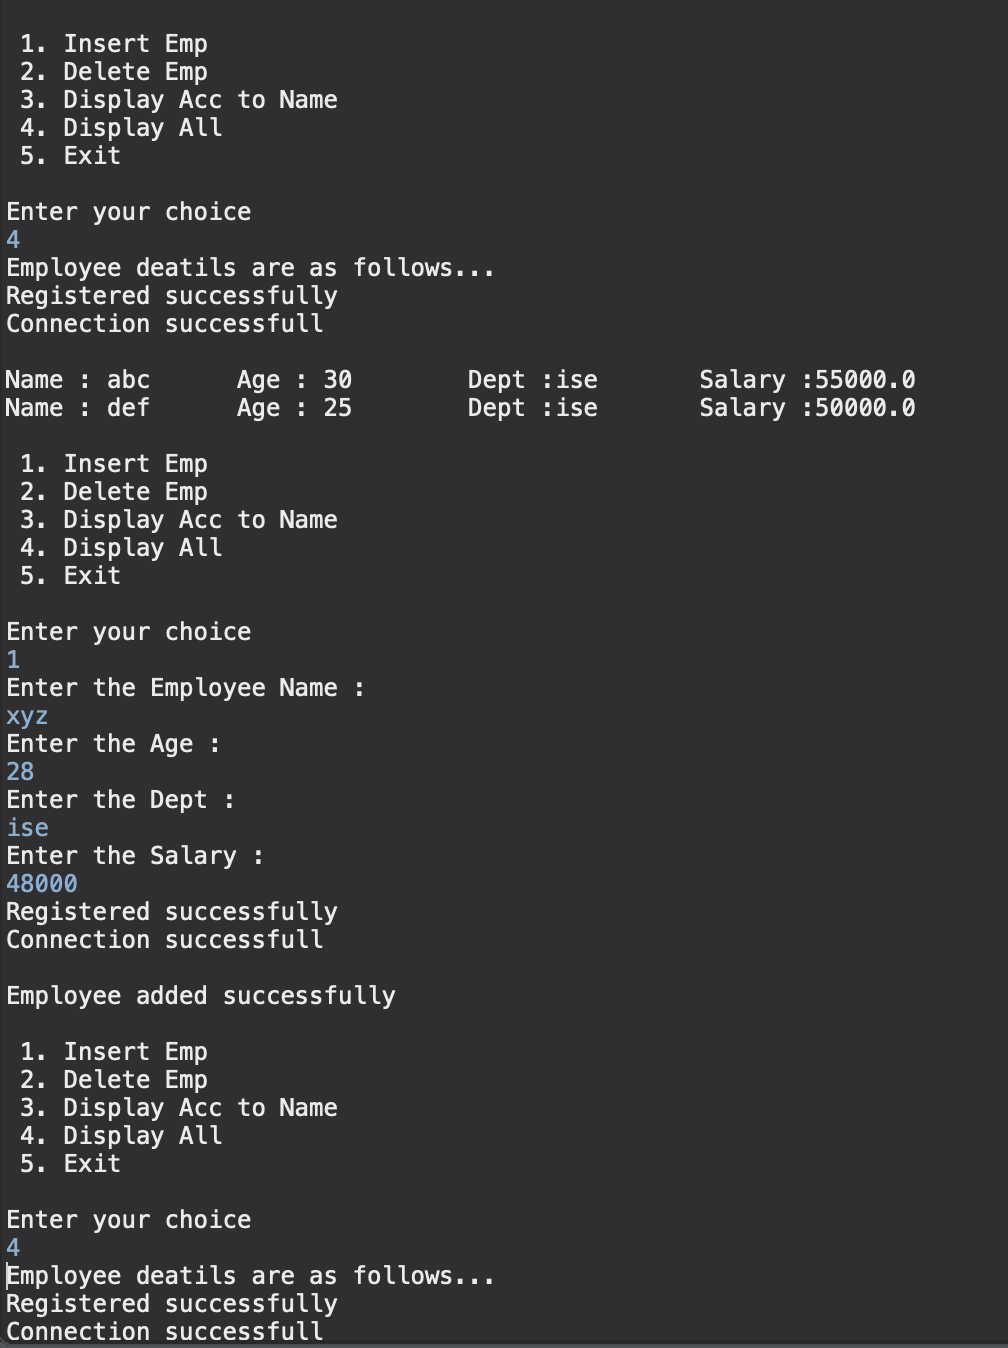 1. Insert Emp
2. Delete Emp
3. Display Acc to Name
4. Display All
5. Exit
Enter your choice
4
Employee deatils are as follows...
Registered successfully
Connection successfull
Name : abc Age : 30 Dept :ise Salary :55000.0
Name : def Age : 25 Dept :ise Salary :50000.0
1. Insert Emp
2. Delete Emp
3. Display Acc to Name
4. Display All
5. Exit
Enter your choice
1
Enter the Employee Name :
xyz
Enter the Age :
28
Enter the Dept :
ise
Enter the Salary :
48000
Registered successfully
Connection successfull
Employee added successfully
1. Insert Emp
2. Delete Emp
3. Display Acc to Name
4. Display All
5. Exit
Enter your choice
4
Employee deatils are as follows...
Registered successfully
Connection successfull